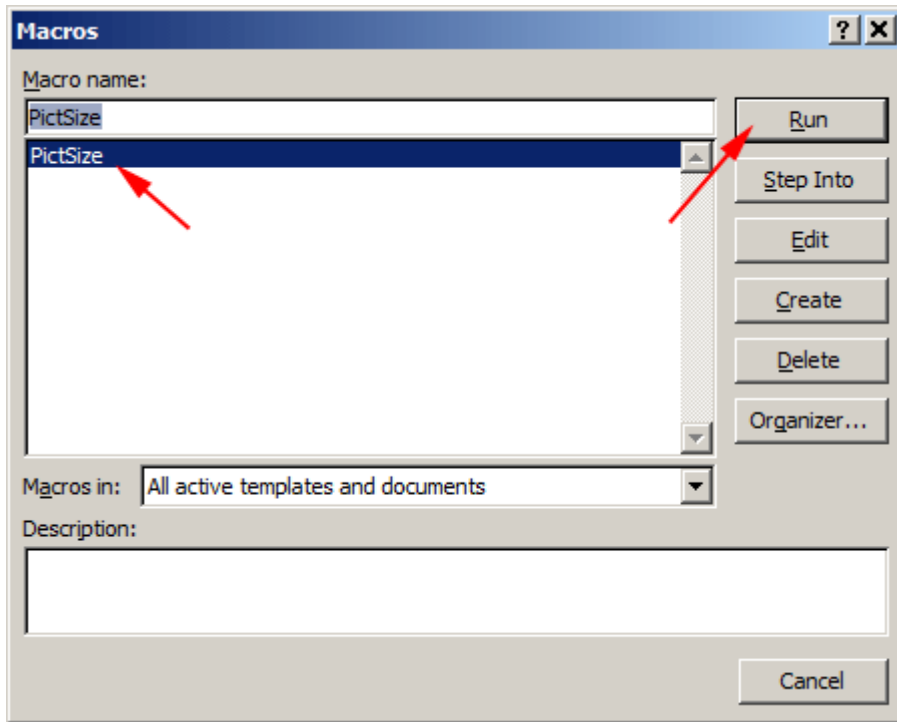 Macros
Macro name:
PictSize
Run
PictSize
Step Into
Edit
Create
Delete
Organizer...
Macros in: All active templates and documents
Description:
Cancel